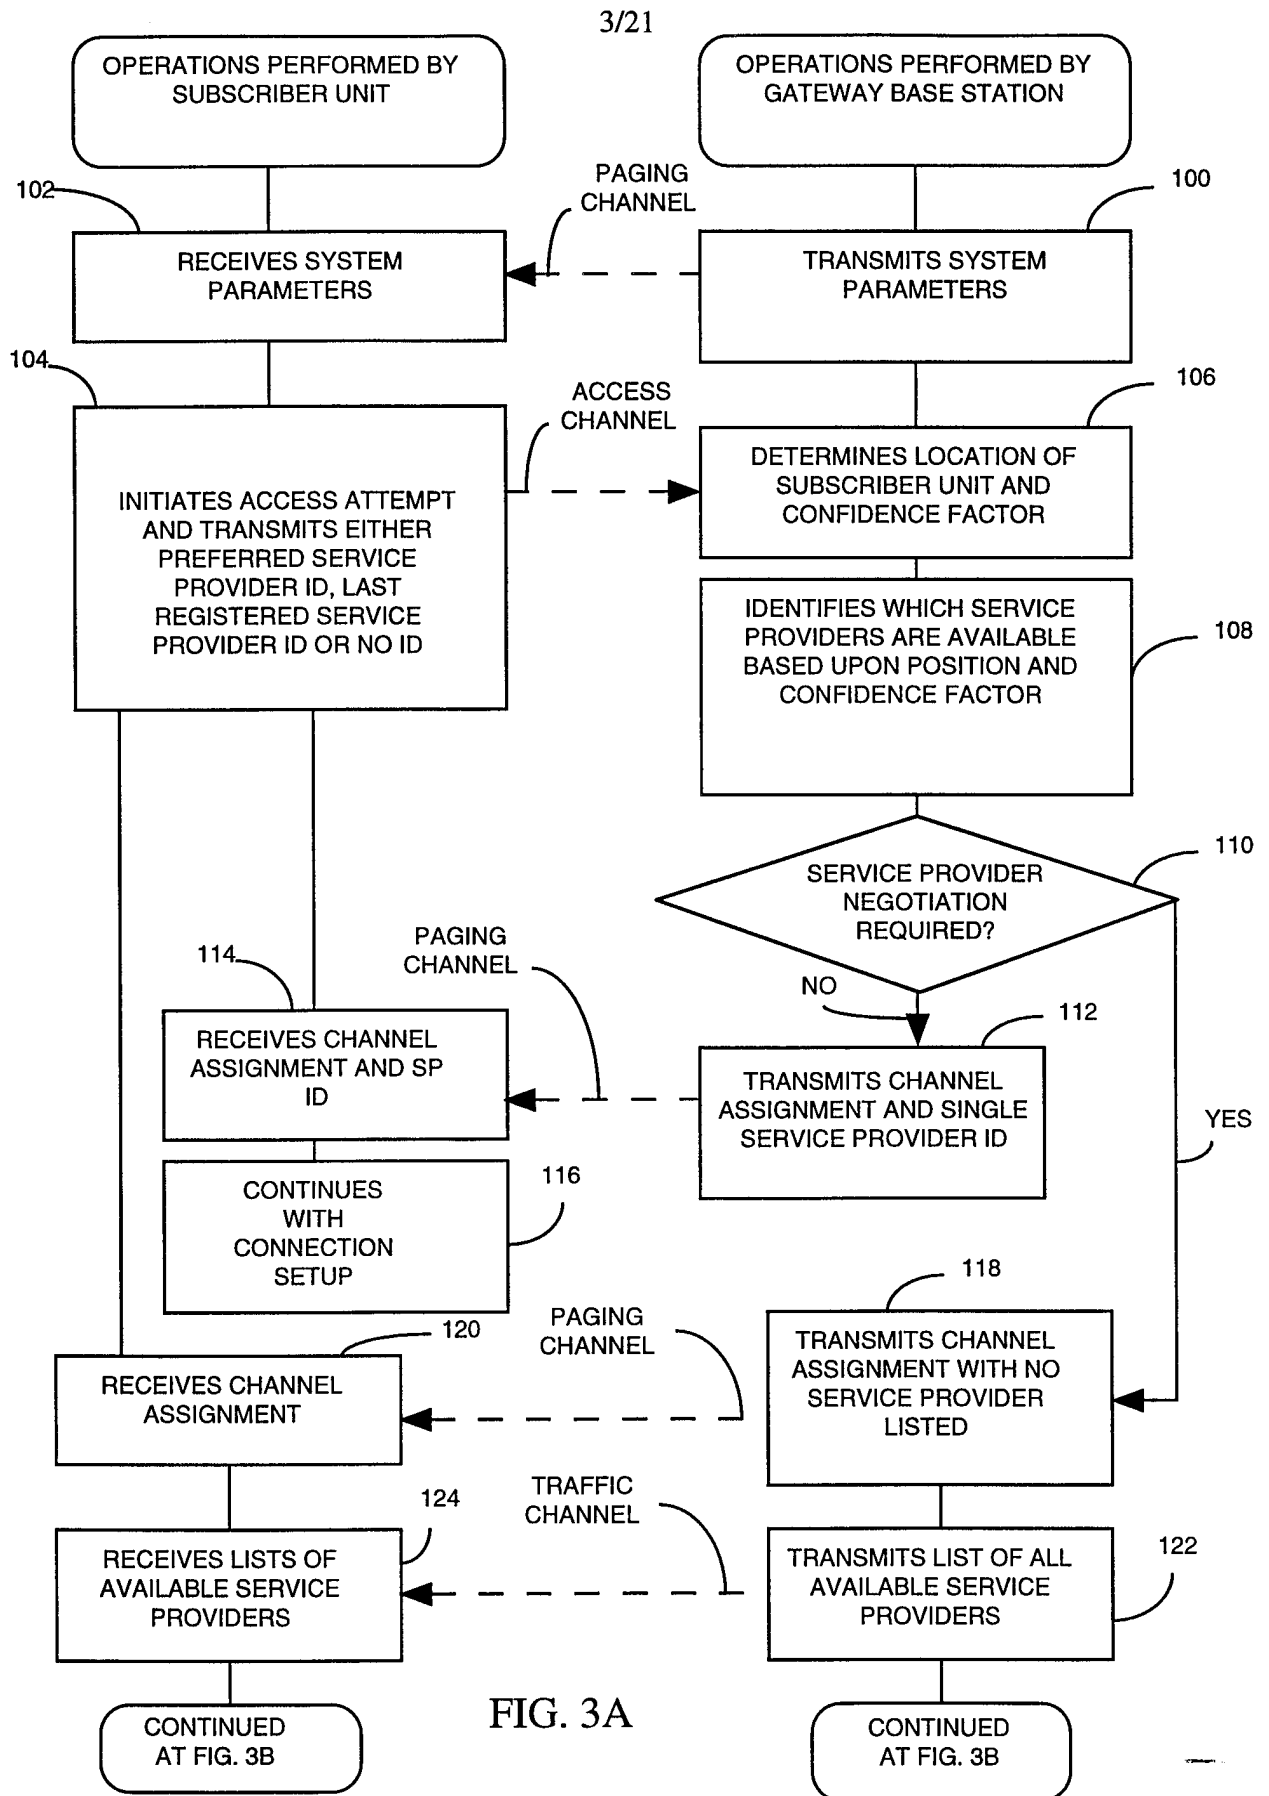 3/21
OPERATIONS PERFORMED BY
SUBSCRIBER UNIT
OPERATIONS PERFORMED BY
GATEWAY BASE STATION
PAGING
CHANNEL
102
100
RECEIVES SYSTEM
PARAMETERS
TRANSMITS SYSTEM
PARAMETERS
104
ACCESS
CHANNEL
106
INITIATES ACCESS ATTEMPT
AND TRANSMITS EITHER
PREFERRED SERVICE
PROVIDER ID, LAST
REGISTERED SERVICE
PROVIDER ID OR NO ID
DETERMINES LOCATION OF
SUBSCRIBER UNIT AND
CONFIDENCE FACTOR
IDENTIFIES WHICH SERVICE
PROVIDERS ARE AVAILABLE
BASED UPON POSITION AND
CONFIDENCE FACTOR
108
SERVICE PROVIDER
NEGOTIATION
REQUIRED?
110
NO
YES
114
PAGING
CHANNEL
112
RECEIVES CHANNEL
ASSIGNMENT AND SP
ID
TRANSMITS CHANNEL
ASSIGNMENT AND SINGLE
SERVICE PROVIDER ID
CONTINUES
WITH
CONNECTION
SETUP
116
118
120
PAGING
CHANNEL
RECEIVES CHANNEL
ASSIGNMENT
TRANSMITS CHANNEL
ASSIGNMENT WITH NO
SERVICE PROVIDER
LISTED
124
TRAFFIC
CHANNEL
122
RECEIVES LISTS OF
AVAILABLE SERVICE
PROVIDERS
TRANSMITS LIST OF ALL
AVAILABLE SERVICE
PROVIDERS
CONTINUED
AT FIG. 3B
FIG. 3A
CONTINUED
AT FIG. 3B